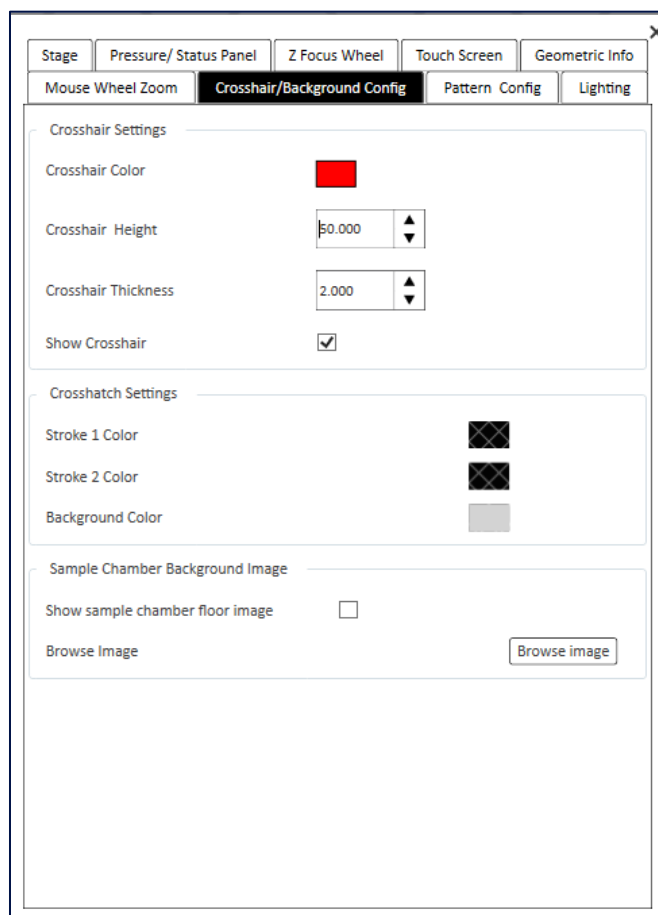 Stage Pressure/ Status Panel Z Focus Wheel Touch Screen Geometric Info
Mouse Wheel Zoom Crosshair/Background Config Pattern Config Lighting
Crosshair Settings
Crosshair Color
Crosshair Height 50.000
Crosshair Thickness 2.000
Show Crosshair
Crosshatch Settings
Stroke 1 Color
Stroke 2 Color
Background Color
Sample Chamber Background Image
Show sample chamber floor image
Browse Image Browse image